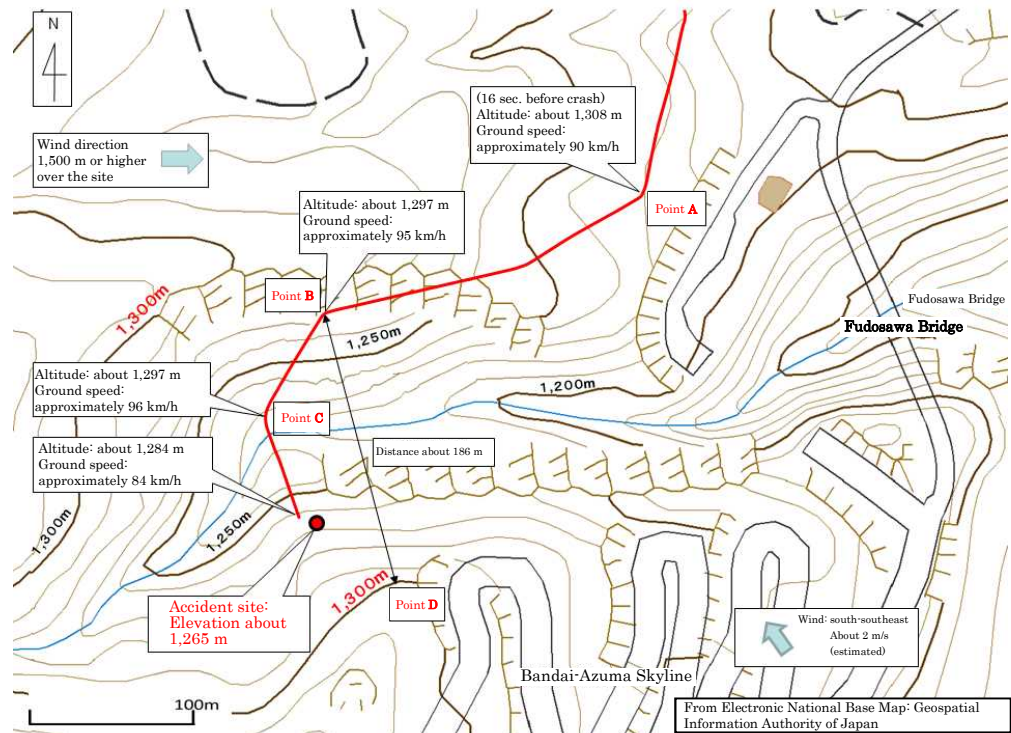 N
(16 sec. before crash)
Altitude: about 1,308 m
Ground speed:
approximately 90 km/h
Wind direction
1,500 m or higher
over the site
Altitude: about 1,297 m
Ground speed:
approximately 95 km/h
Point A
Point B
1,300m
Fudosawa Bridge
Fudosawa Bridge
1,250m
Altitude: about 1,297 m
Ground speed:
approximately 96 km/h
1,200m
Point C
Altitude: about 1,284 m
Ground speed:
approximately 84 km/h
Distance about 186 m
1,300m
1,250m
1,300m
Point D
Accident site:
Elevation about
1,265 m
Wind: south-southeast
About 2 m/s
(estimated)
Bandai-Azuma Skyline
100m
From Electronic National Base Map: Geospatial
Information Authority of Japan